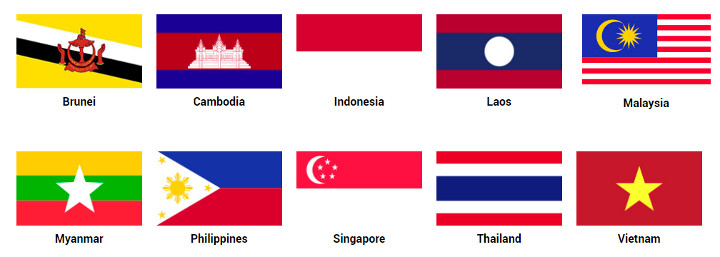 Brunei
Cambodia
Indonesia
Laos
Malaysia
Myanmar
Philippines
Singapore
Thailand
Vietnam